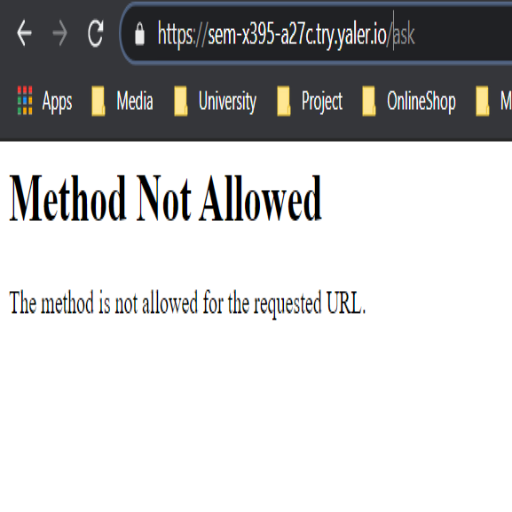 https://sem-x395-a27c.try.yaler.io/ask
Apps Media University Project OnlineShop M
Method Not Allowed
The method is not allowed for the requested URL.